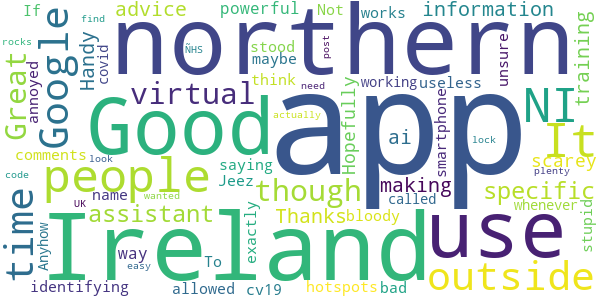 If advice powerful Not works information
find
rocks ÑHS stood maybe post unsure
northern
annoyed covid Handy Google Great
think working useless smartphone training
virtual app NI
need
Good actually It
comments look people though Hopefully ai lock scarey
saying making
code name Jeez called specific plenty
UK wanted Thanks bloody whenever
time assistant exactly use stupid
Anyhow easy way To
Ireland outside
identifying allowed cv19 hotspots bad